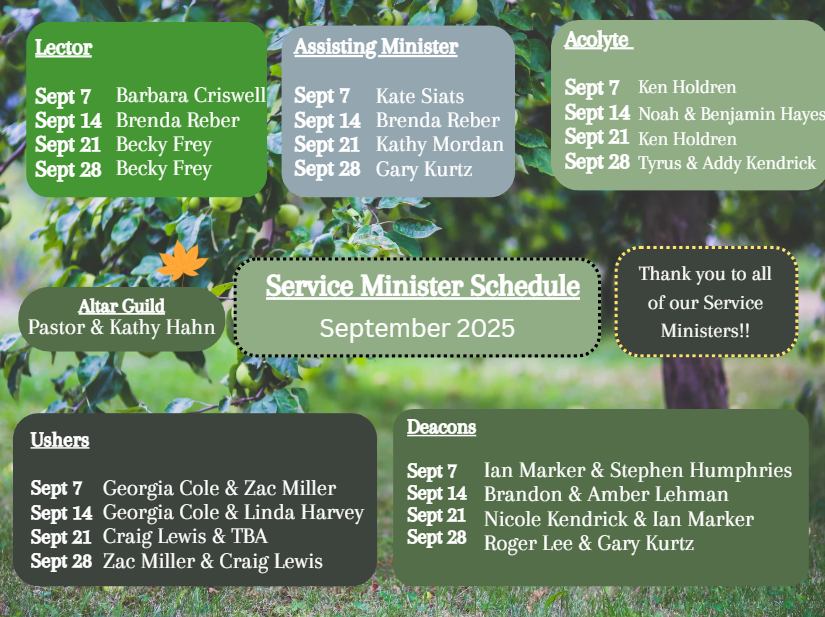 Lector
Sept 7 Barbara Criswell
Sept 14 Brenda Reber
Sept 21 Becky Frey
Sept 28 Becky Frey
Assisting Minister
Sept 7 Kate Siats
Sept 14 Brenda Reber
Sept 21 Kathy Mordan
Sept 28 Gary Kurtz
Acolyte
Sept 7 Ken Holdren
Sept 14 Noah & Benjamin Hayes
Sept 21 Ken Holdren
Sept 28 Tyrus & Addy Kendrick
Altar Guild
Pastor & Kathy Hahn
Service Minister Schedule
September 2025
Thank you to all
of our Service
Ministers!!
Ushers
Sept 7 Georgia Cole & Zac Miller
Sept 14 Georgia Cole & Linda Harvey
Sept 21 Craig Lewis & TBA
Sept 28 Zac Miller & Craig Lewis
Deacons
Sept 7 Ian Marker & Stephen Humphries
Sept 14 Brandon & Amber Lehman
Sept 21 Nicole Kendrick & Ian Marker
Sept 28 Roger Lee & Gary Kurtz